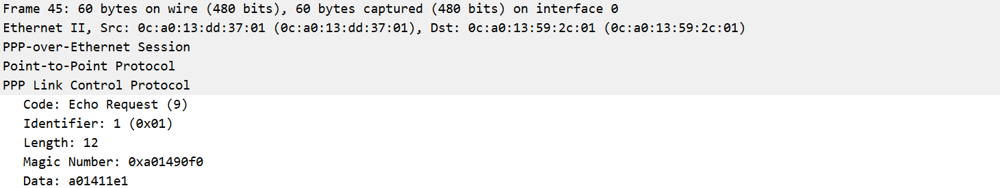 Frame 45: 60 bytes on wire (480 bits), 60 bytes captured (480 bits) on interface 0
Ethernet II, Src: 0c:a0:13:dd:37:01 (0c:a0:13:dd:37:01), Dst: 0c:a0:13:59:2c:01 (0c:a0:13:59:2c:01)
PPP-over-Ethernet Session
Point-to-Point Protocol
PPP Link Control Protocol
Code: Echo Request (9)
Identifier: 1 (0x01)
Length: 12
Magic Number: 0xa01490f0
Data: a01411e1